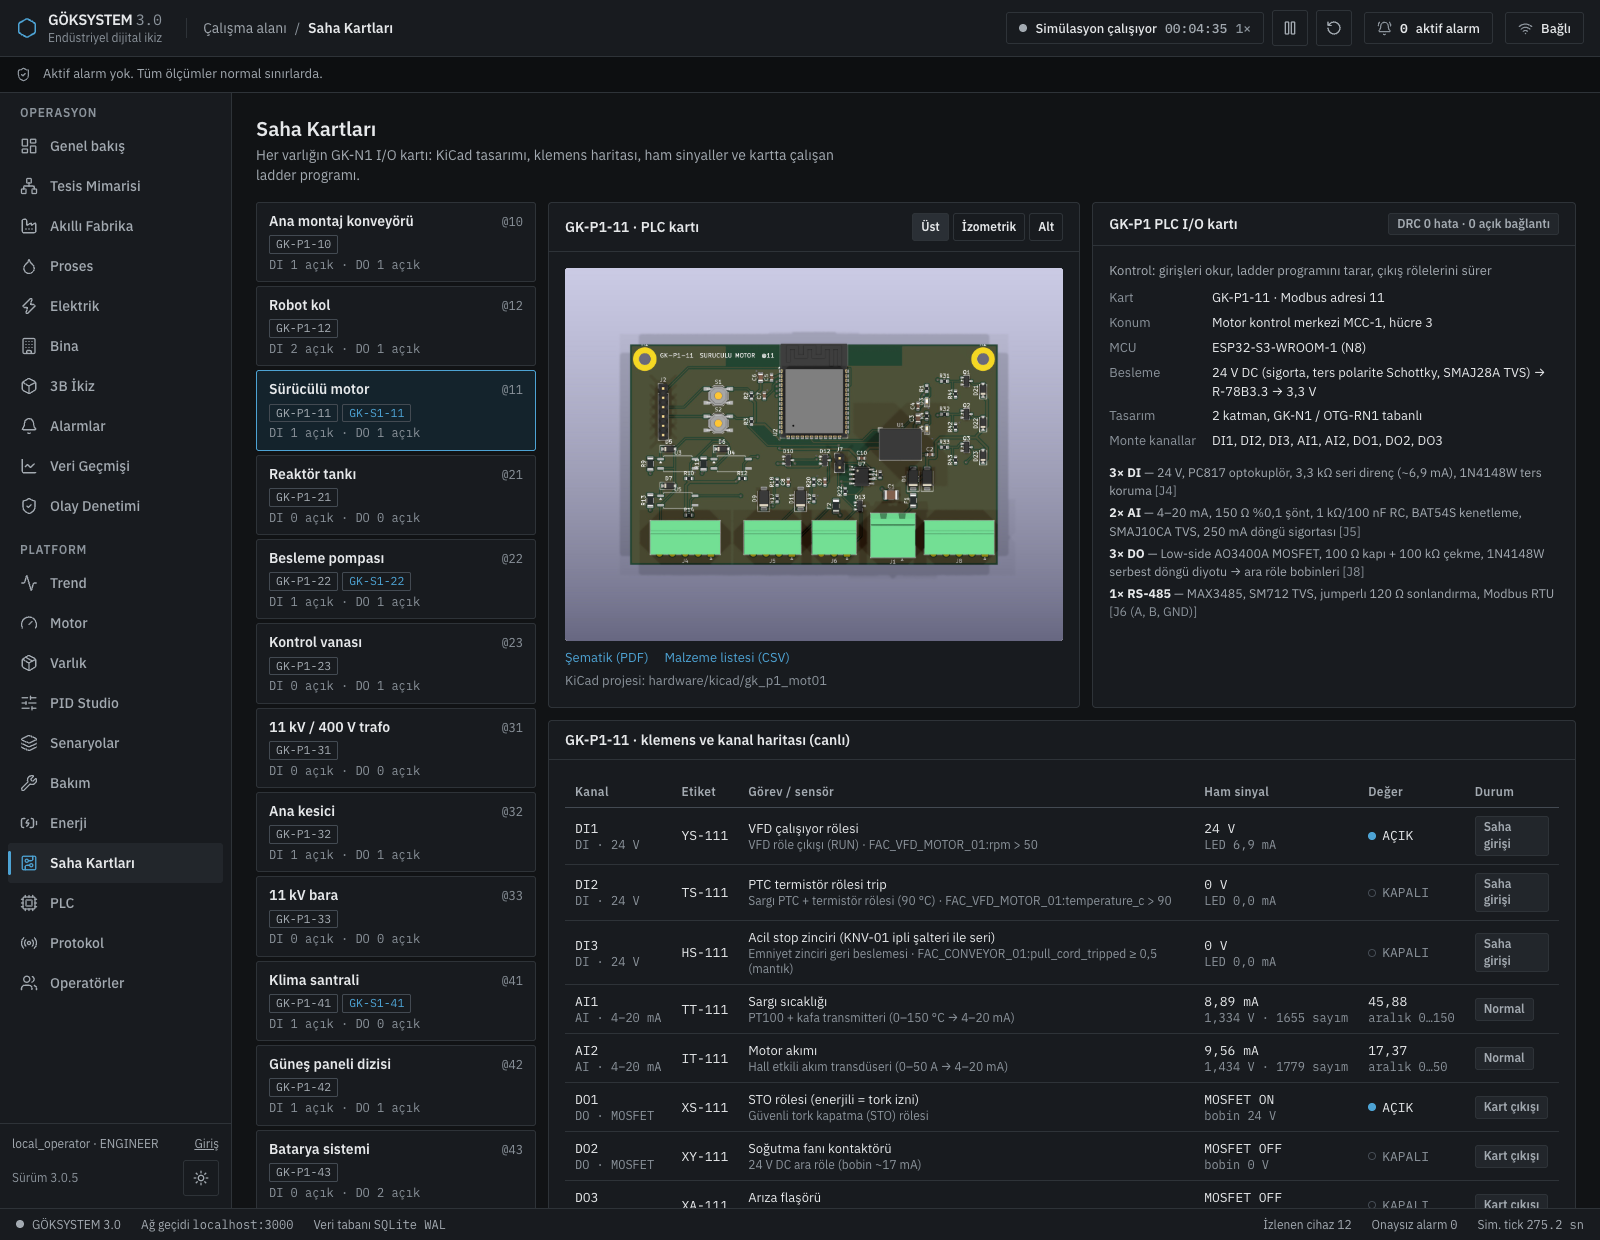 GÖKSYSTEM 3.0
Endüstriyel dijital ikiz
Çalışma alanı / Saha Kartları
Simülasyon çalışıyor 00:04:35 1×
0 aktif alarm
Bağlı
Aktif alarm yok. Tüm ölçümler normal sınırlarda.
OPERASYON
Genel bakış
Tesis Mimarisi
Akıllı Fabrika
Proses
Elektrik
Bina
3B İkiz
Alarmlar
Veri Geçmişi
Olay Denetimi
PLATFORM
Trend
Motor
Varlık
PID Studio
Senaryolar
Bakım
Enerji
Saha Kartları
PLC
Protokol
Operatörler
local_operator · ENGINEER Giriş
Sürüm 3.0.5
Saha Kartları
Her varlığın GK-N1 I/O kartı: KiCad tasarımı, klemens haritası, ham sinyaller ve kartta çalışan
ladder programı.
Ana montaj konveyörü @10
GK-P1-10
DI 1 açık · DO 1 açık
Robot kol @12
GK-P1-12
DI 2 açık · DO 1 açık
Sürücülü motor @11
GK-P1-11 GK-S1-11
DI 1 açık · DO 1 açık
Reaktör tankı @21
GK-P1-21
DI 0 açık · DO 0 açık
Besleme pompası @22
GK-P1-22 GK-S1-22
DI 1 açık · DO 1 açık
Kontrol vanası @23
GK-P1-23
DI 0 açık · DO 1 açık
11 kV / 400 V trafo @31
GK-P1-31
DI 0 açık · DO 0 açık
Ana kesici @32
GK-P1-32
DI 1 açık · DO 1 açık
11 kV bara @33
GK-P1-33
DI 0 açık · DO 0 açık
Klima santrali @41
GK-P1-41 GK-S1-41
DI 1 açık · DO 0 açık
Güneş paneli dizisi @42
GK-P1-42
DI 1 açık · DO 1 açık
Batarya sistemi @43
GK-P1-43
DI 0 açık · DO 2 açık
GK-P1-11 · PLC kartı
Üst İzometrik Alt
GK-P1-11 SURUCULU MOTOR @11
Şematik (PDF) Malzeme listesi (CSV)
KiCad projesi: hardware/kicad/gk_p1_mot01
GK-P1 PLC I/O kartı
DRC 0 hata · 0 açık bağlantı
Kontrol: girişleri okur, ladder programını tarar, çıkış rölelerini sürer
Kart GK-P1-11 · Modbus adresi 11
Konum Motor kontrol merkezi MCC-1, hücre 3
MCU ESP32-S3-WROOM-1 (N8)
Besleme 24 V DC (sigorta, ters polarite Schottky, SMAJ28A TVS) →
R-78B3.3 → 3,3 V
Tasarım 2 katman, GK-N1 / OTG-RN1 tabanlı
Monte kanallar DI1, DI2, DI3, AI1, AI2, DO1, DO2, DO3
3× DI — 24 V, PC817 optokuplör, 3,3 kΩ seri direnç (~6,9 mA), 1N4148W ters
koruma [J4]
2× AI — 4–20 mA, 150 Ω %0,1 şönt, 1 kΩ/100 nF RC, BAT54S kenetleme,
SMAJ10CA TVS, 250 mA döngü sigortası [J5]
3× DO — Low-side AO3400A MOSFET, 100 Ω kapı + 100 kΩ çekme, 1N4148W
serbest döngü diyotu → ara röle bobinleri [J8]
1× RS-485 — MAX3485, SM712 TVS, jumperlı 120 Ω sonlandırma, Modbus RTU
[J6 (A, B, GND)]
GK-P1-11 · klemens ve kanal haritası (canlı)
Kanal Etiket Görev / sensör Ham sinyal Değer Durum
DI1 YS-111 VFD çalışıyor rölesi 24 V AÇIK Saha girişi
DI · 24 V VFD röle çıkışı (RUN) · FAC_VFD_MOTOR_01:rpm > 50 LED 6,9 mA
DI2 TS-111 PTC termistör rölesi trip 0 V KAPALI Saha girişi
DI · 24 V Sargı PTC + termistör rölesi (90 °C) · FAC_VFD_MOTOR_01:temperature_c > 90 LED 0,0 mA
DI3 HS-111 Acil stop zinciri (KNV-01 ipli şalteri ile seri) 0 V KAPALI Saha girişi
DI · 24 V Emniyet zinciri geri beslemesi · FAC_CONVEYOR_01:pull_cord_tripped ≥ 0,5 LED 0,0 mA
(mantık)
AI1 TT-111 Sargı sıcaklığı 8,89 mA 45,88 Normal
AI · 4–20 mA PT100 + kafa transmitteri (0–150 °C → 4–20 mA) 1,334 V · 1655 sayım aralık 0…150
AI2 IT-111 Motor akımı 9,56 mA 17,37 Normal
AI · 4–20 mA Hall etkili akım transdüseri (0–50 A → 4–20 mA) 1,434 V · 1779 sayım aralık 0…50
DO1 XS-111 STO rölesi (enerjili = tork izni) MOSFET ON AÇIK Kart çıkışı
DO · MOSFET Güvenli tork kapatma (STO) rölesi bobin 24 V
DO2 XY-111 Soğutma fanı kontaktörü MOSFET OFF KAPALI Kart çıkışı
DO · MOSFET 24 V DC ara röle (bobin ~17 mA) bobin 0 V
DO3 XA-111 Arıza flaşörü MOSFET OFF KAPALI Kart çıkışı
GÖKSYSTEM 3.0 Ağ geçidi localhost:3000 Veri tabanı SQLite WAL
İzlenen cihaz 12 Onaysız alarm 0 Sim. tick 275.2 sn